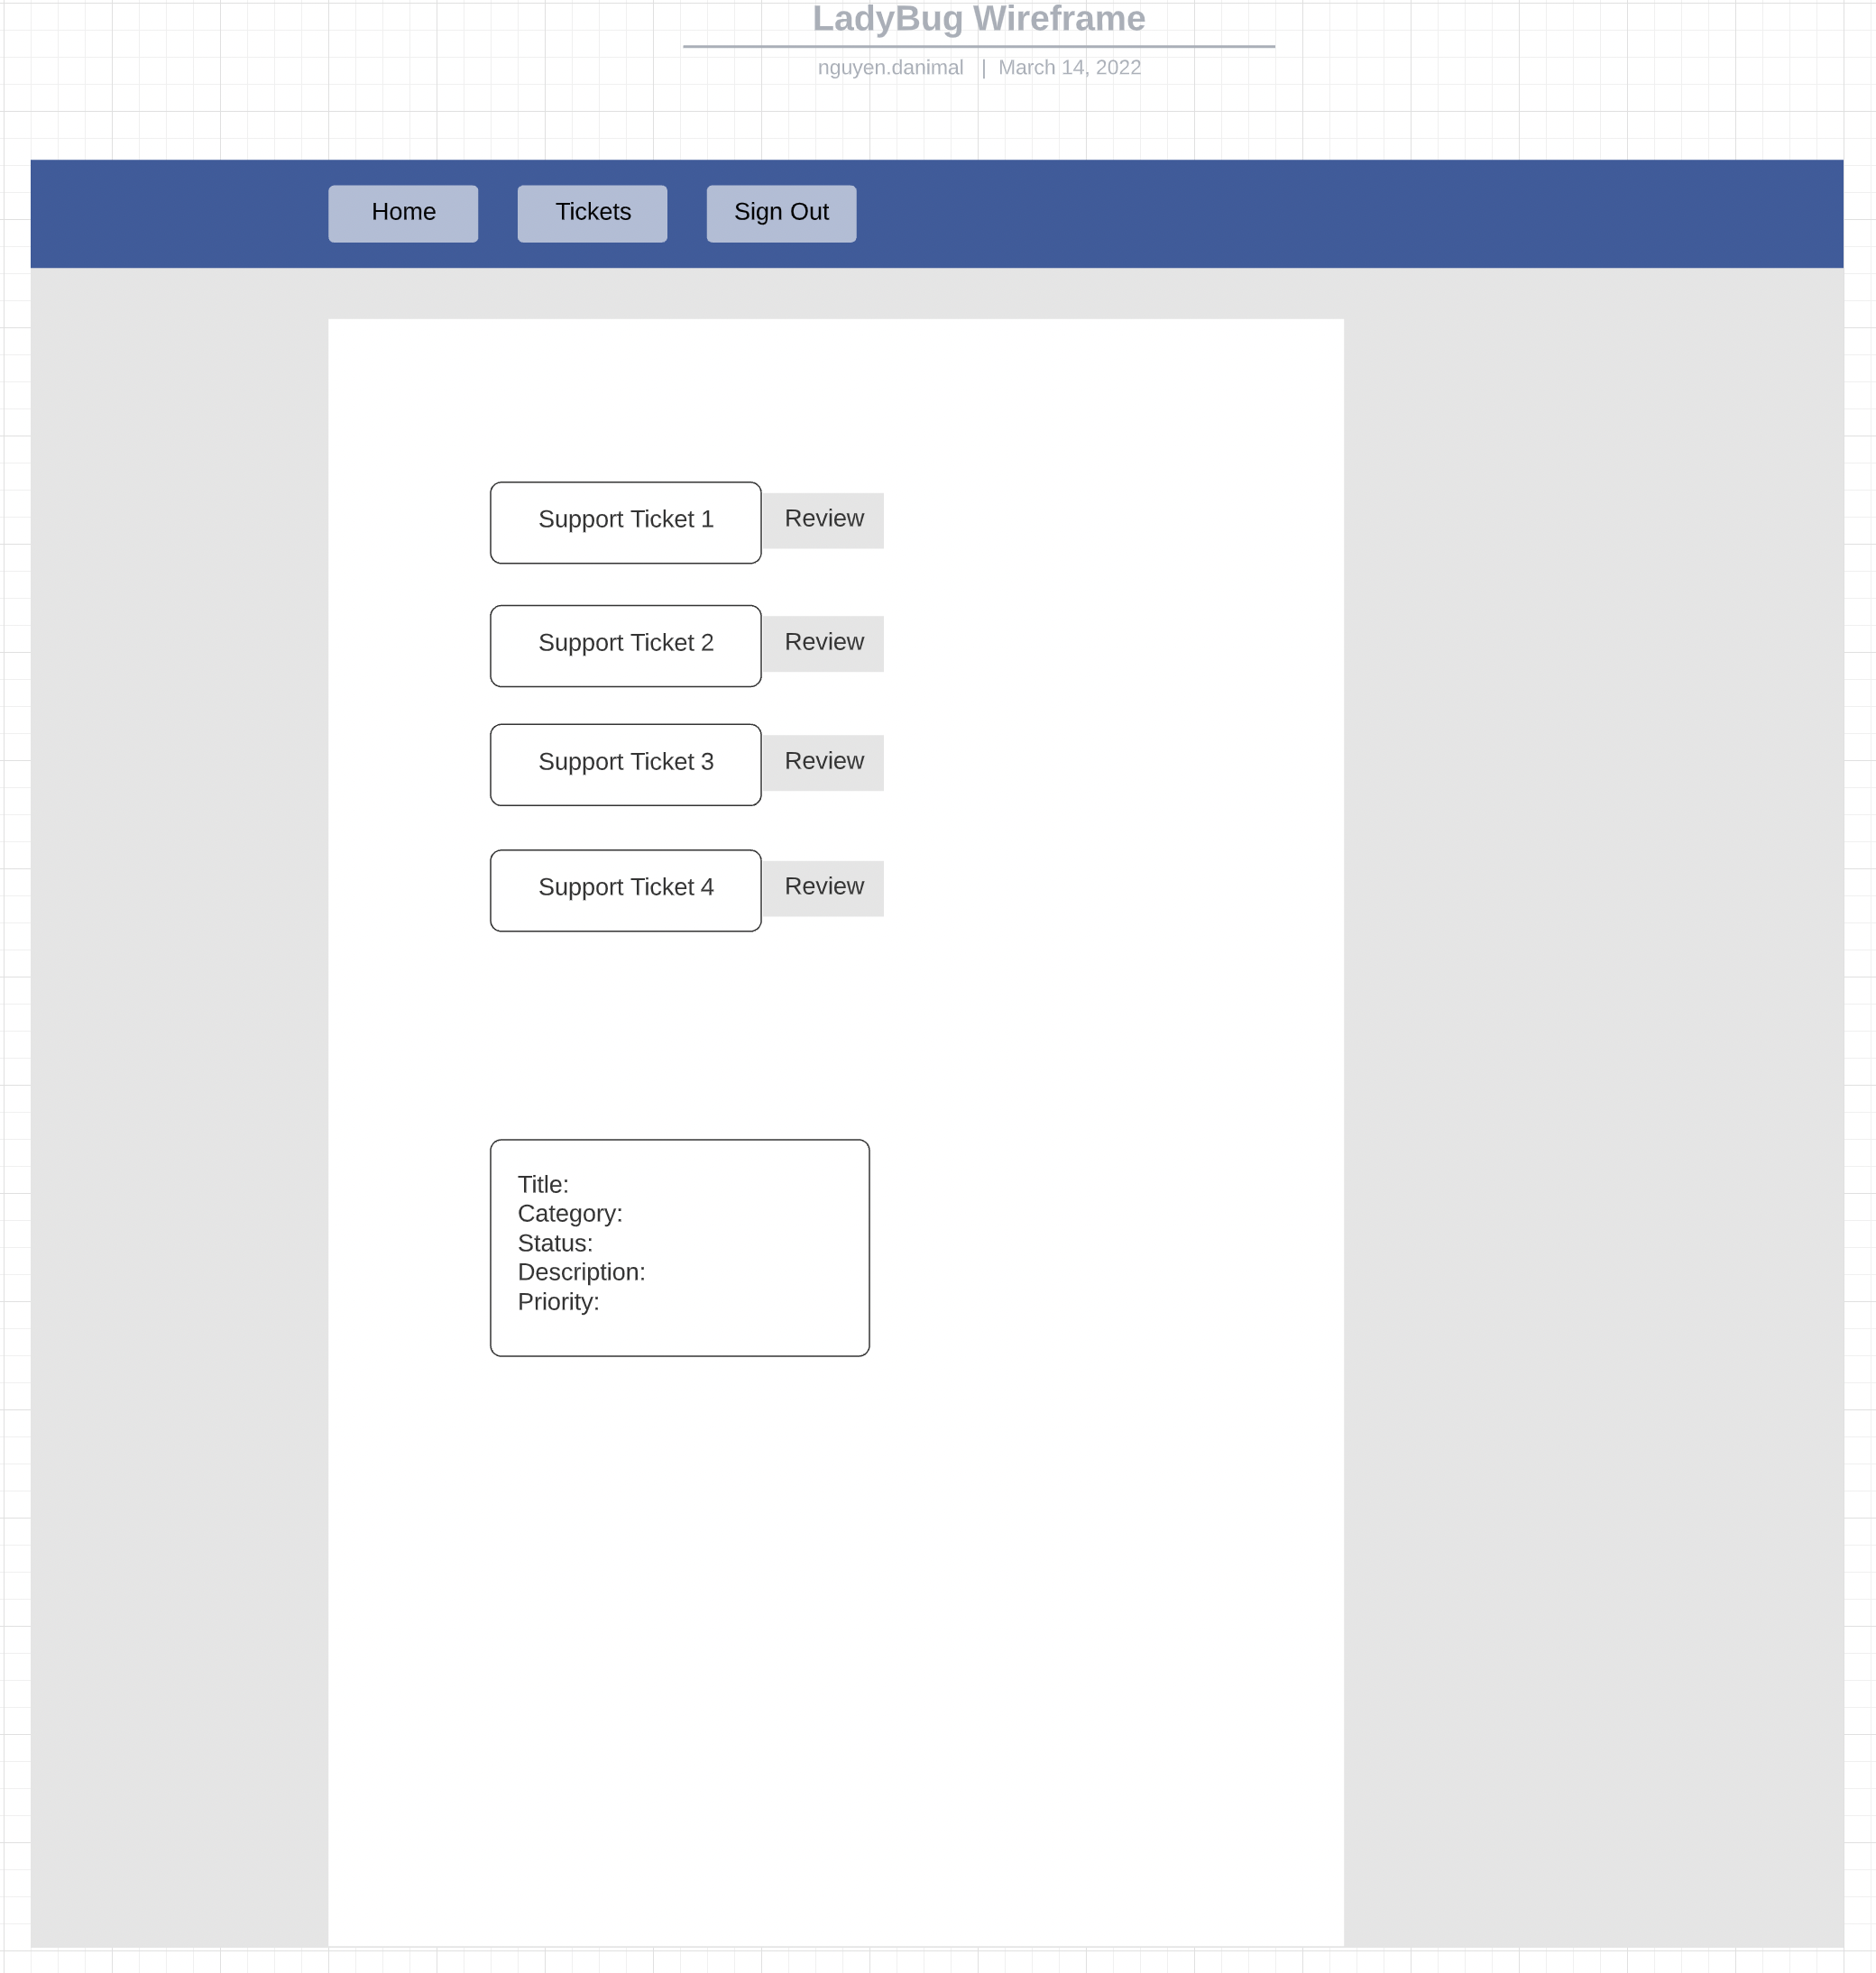 LadyBug Wireframe
nguyen.danimal | March 14, 2022
Home Tickets Sign Out
Support Ticket 1 Review
Support Ticket 2 Review
Support Ticket 3 Review
Support Ticket 4 Review
Title:
Category:
Status:
Description:
Priority: